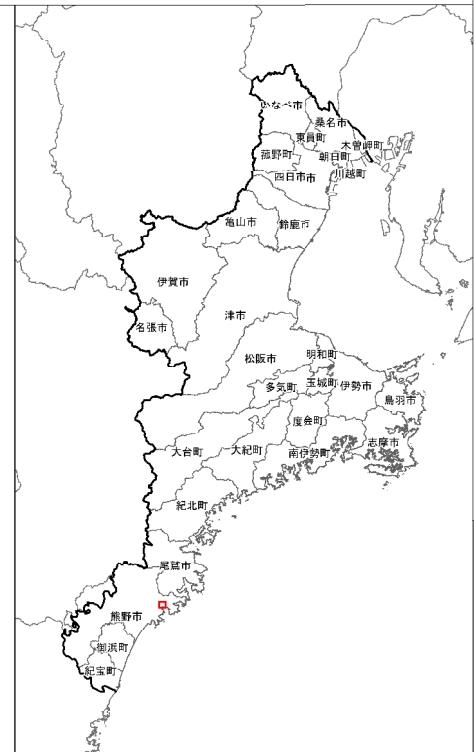 いなべ市
桑名市
東員町
木曽岬町
菰野町
朝日町
川越町
四日市市
亀山市
鈴鹿市
伊賀市
津市
名張市
松阪市
明和町
多気町
玉城町
伊勢市
鳥羽市
度会町
志摩市
大台町
大紀町
南伊勢町
紀北町
尾鷲市
熊野市
御浜町
紀宝町